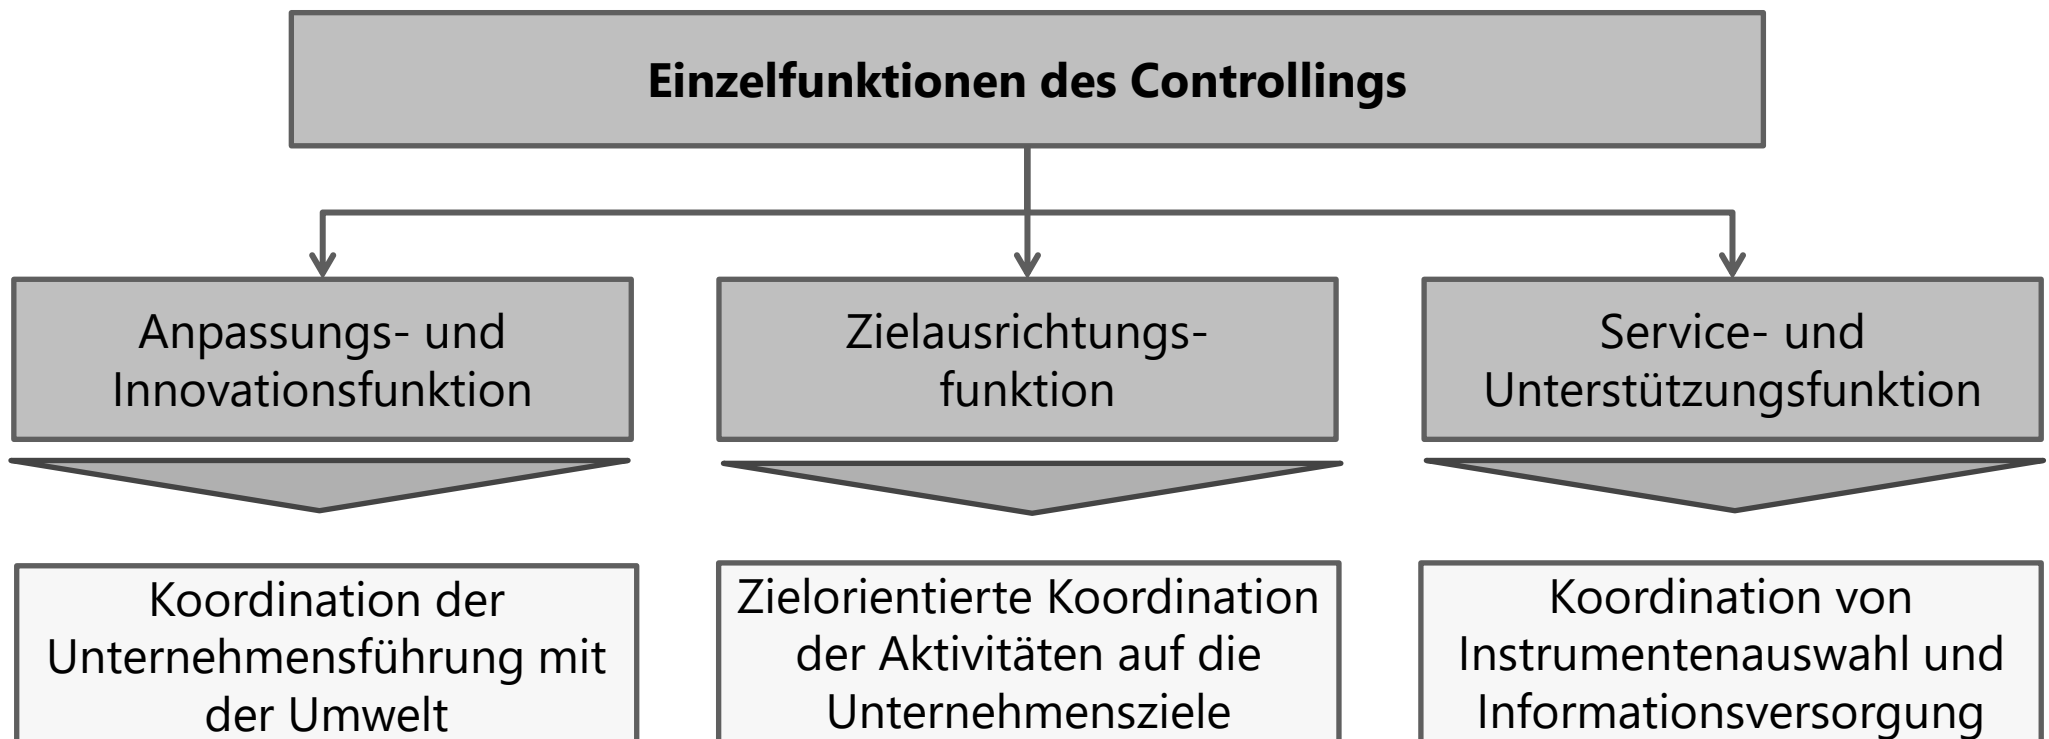 Einzelfunktionen des Controllings
Anpassungs- und
Innovationsfunktion
Zielausrichtungs-
funktion
Service- und
Unterstützungsfunktion
Koordination der
Unternehmensführung mit
der Umwelt
Zielorientierte Koordination
der Aktivitäten auf die
Unternehmensziele
Koordination von
Instrumentenauswahl und
Informationsversorgung